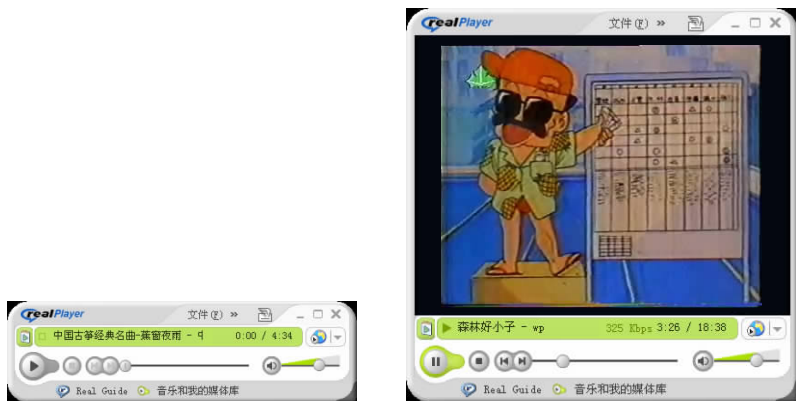 realPlayer
文件(F) »
中国古筝经典名曲-蕉窗夜雨 - 中
0:00 / 4:34
Real Guide 音乐和我的媒体库
realPlayer
文件(F) »
森林好小子 - wp 325 Kbps 3:26 / 18:38
Real Guide 音乐和我的媒体库